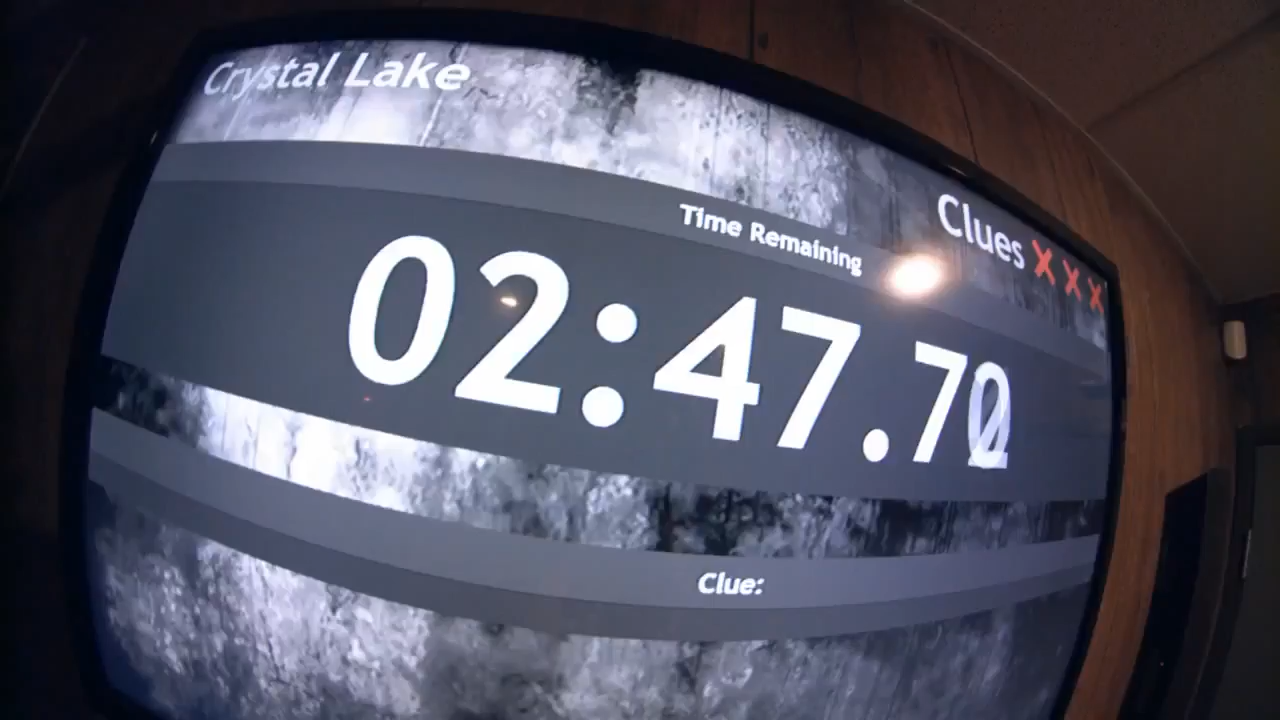 Crystal Lake
Clues X X X
Time Remaining
02:47.70
Clue: